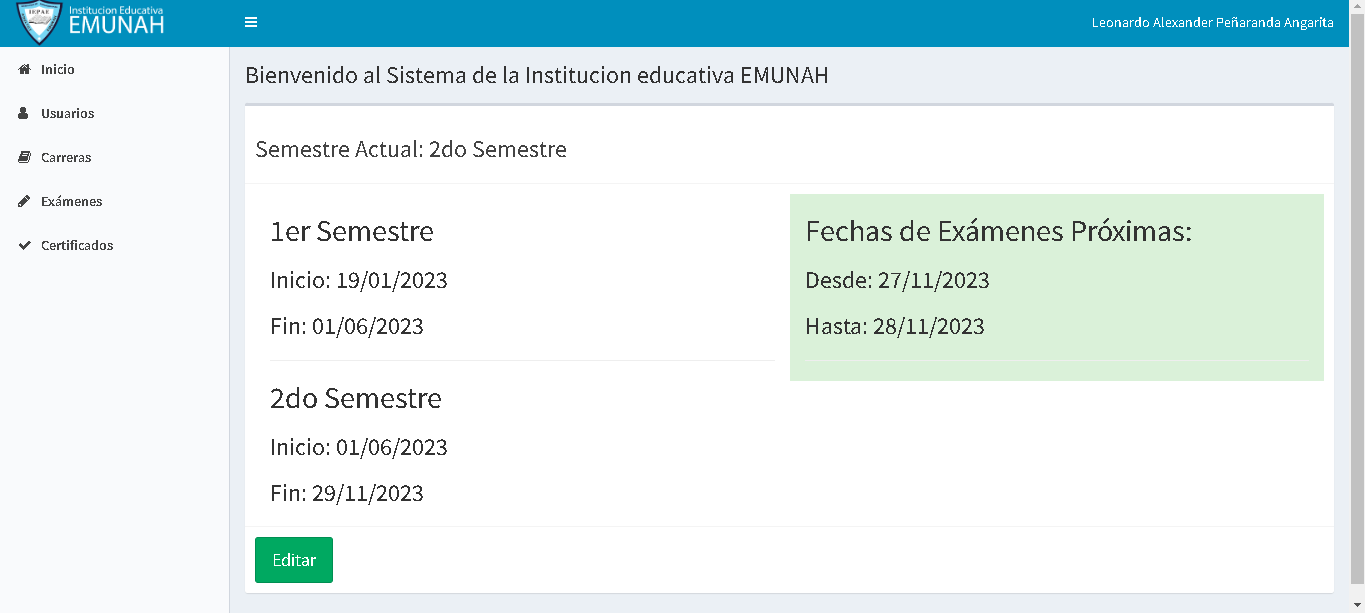 IEPAE
Institucion Educativa
EMUNAH
Leonardo Alexander Peñaranda Angarita
Inicio
Usuarios
Carreras
Exámenes
Certificados
Bienvenido al Sistema de la Institucion educativa EMUNAH
Semestre Actual: 2do Semestre
1er Semestre
Inicio: 19/01/2023
Fin: 01/06/2023
2do Semestre
Inicio: 01/06/2023
Fin: 29/11/2023
Fechas de Exámenes Próximas:
Desde: 27/11/2023
Hasta: 28/11/2023
Editar